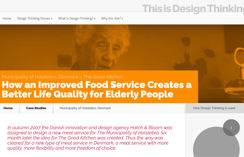 This is Design Thinking
Home
Design Thinking Stories
What is Design Thinking?
Why this Site?
Municipality of Holstebro, Denmark » The Good Kitchen
How an Improved Food Service Creates a
Better Life Quality for Elderly People
Home
Case Studies
Municipality of Holstebro, Denmark
How Design Thinking is used
In autumn 2007 the Danish innovation and design agency Hatch & Bloom was
assigned to design a new meal service for The Municipality of Holstebro. Six
month later the idea for The Good Kitchen was created. Thus the way was
cleared for a new type of meal service in Denmark: a meal service with more
quality, more flexibility and more freedom of choice.